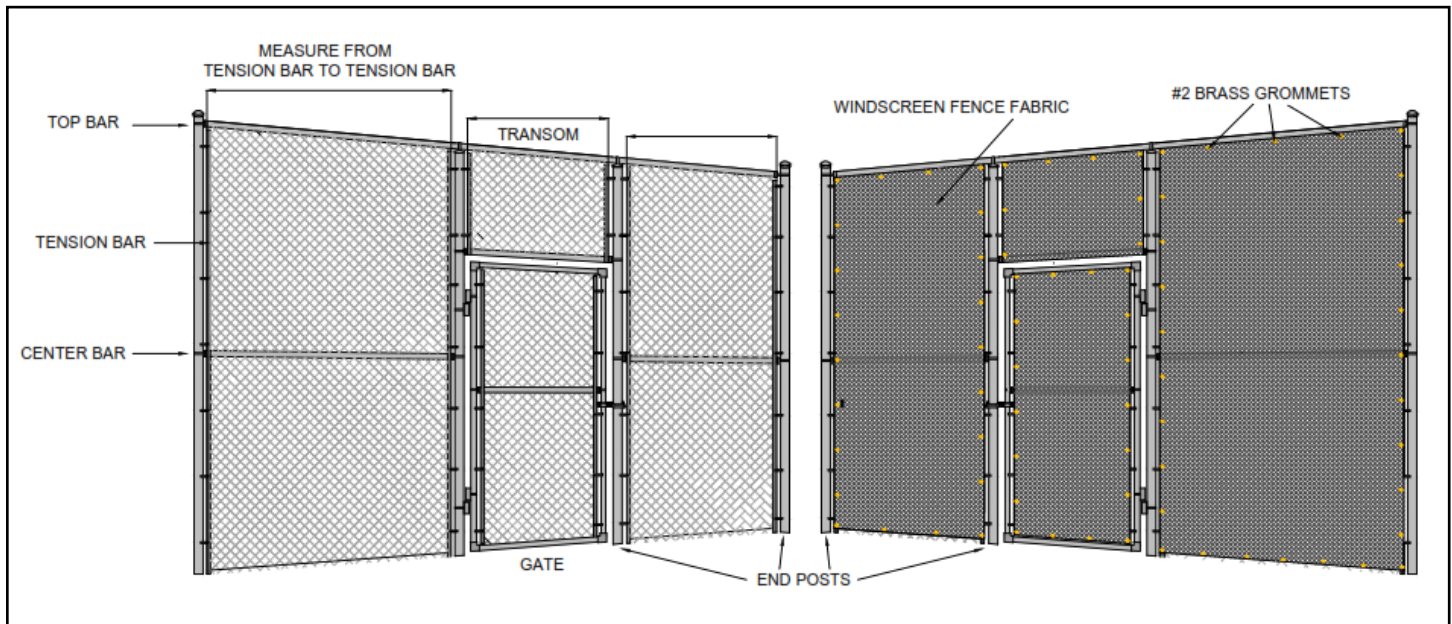 MEASURE FROM
TENSION BAR TO TENSION BAR
TOP BAR
TRANSOM
WINDSCREEN FENCE FABRIC
#2 BRASS GROMMETS
TENSION BAR
CENTER BAR
GATE
END POSTS